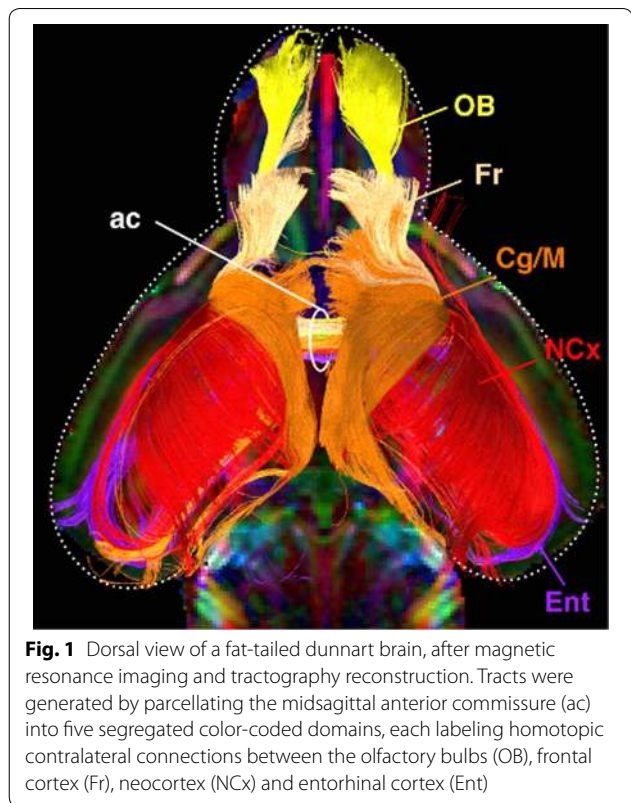 OB
Fr
ac
Cg/M
NCx
Ent
Fig. 1 Dorsal view of a fat-tailed dunnart brain, after magnetic
resonance imaging and tractography reconstruction. Tracts were
generated by parcellating the midsagittal anterior commissure (ac)
into five segregated color-coded domains, each labeling homotopic
contralateral connections between the olfactory bulbs (OB), frontal
cortex (Fr), neocortex (NCx) and entorhinal cortex (Ent)